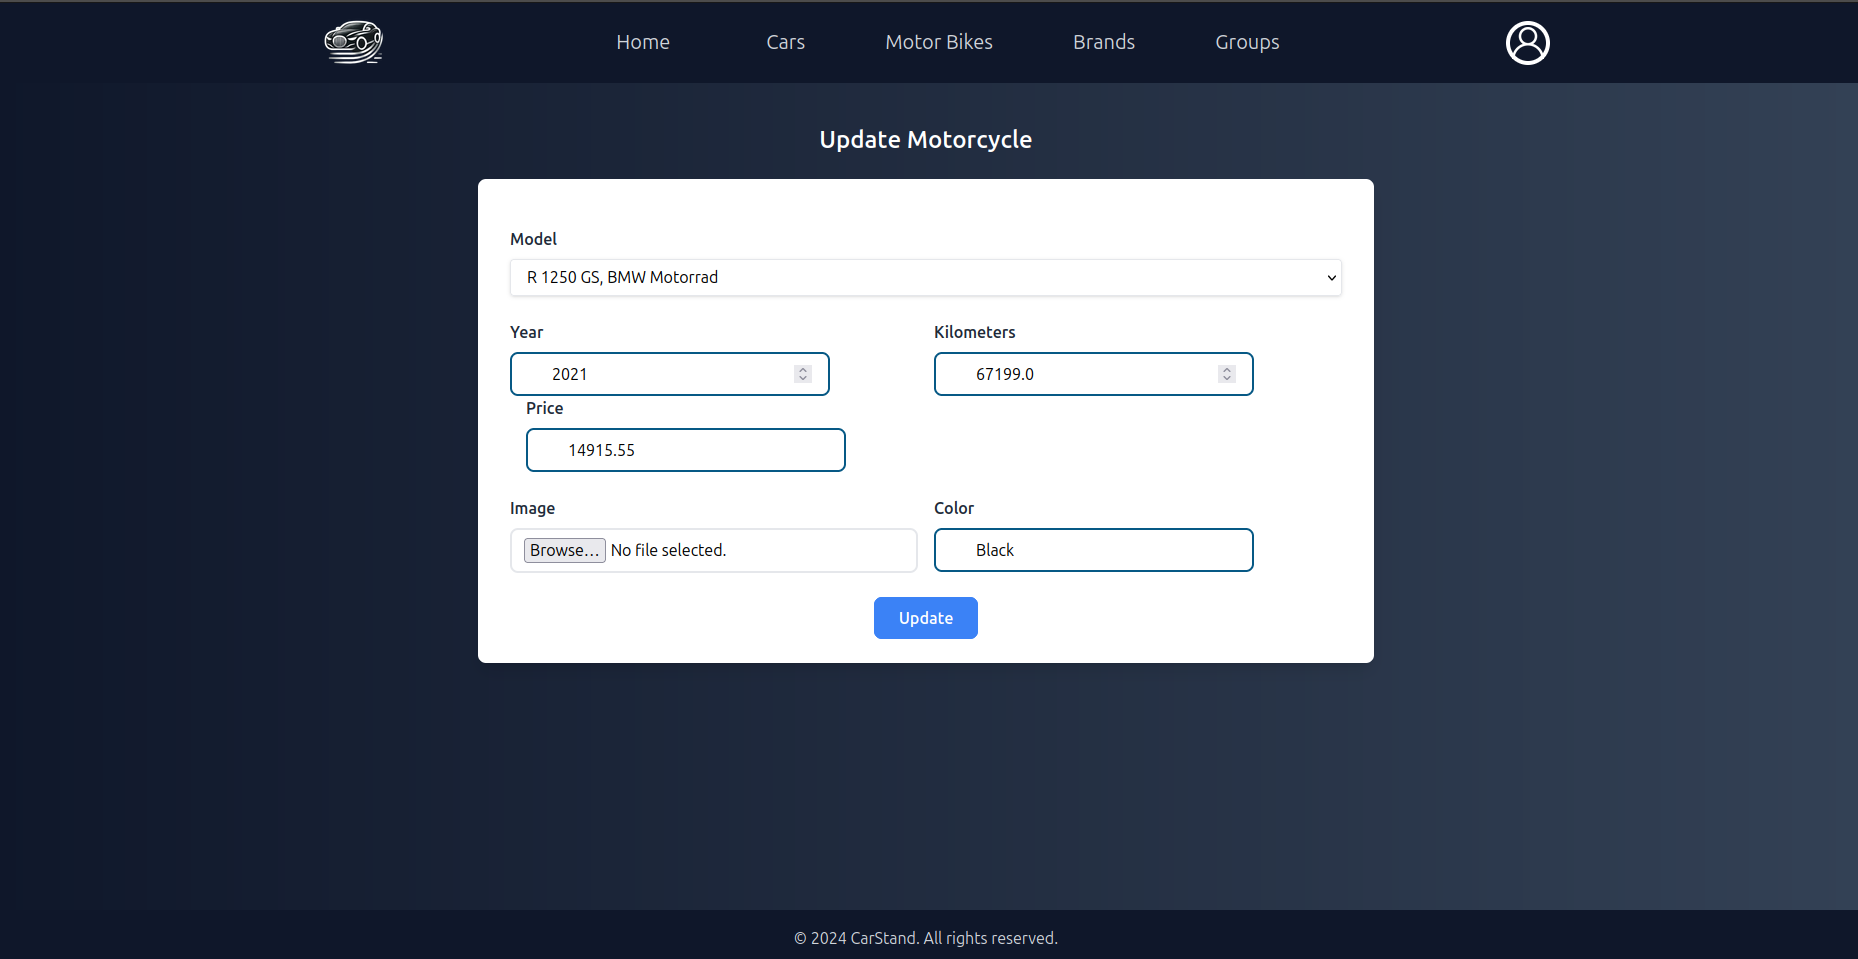 Home Cars Motor Bikes Brands Groups
Update Motorcycle
Model
R 1250 GS, BMW Motorrad
Year Kilometers
2021 67199.0
Price
14915.55
Image Color
Browse… No file selected. Black
Update
© 2024 CarStand. All rights reserved.